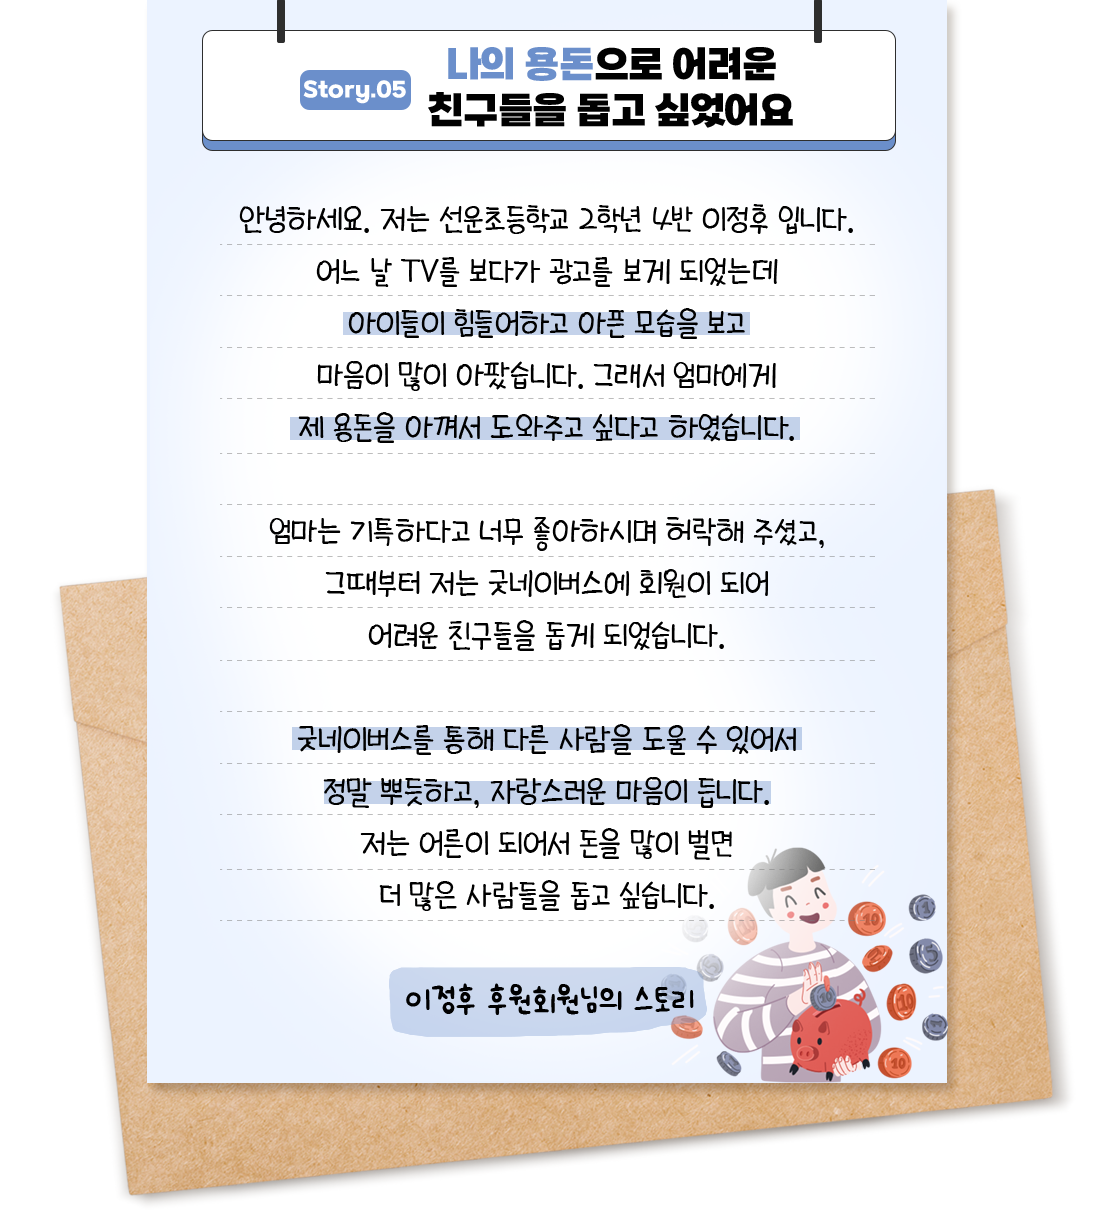 Story.05
나의 용돈으로 어려운
친구들을 돕고 싶었어요
안녕하세요. 저는 선운초등학교 2학년 4반 이정후 입니다.
어느 날 TV를 보다가 광고를 보게 되었는데
아이들이 힘들어하고 아픈 모습을 보고
마음이 많이 아팠습니다. 그래서 엄마에게
제 용돈을 아껴서 도와주고 싶다고 하였습니다.
엄마는 기특하다고 너무 좋아하시며 허락해 주셨고,
그때부터 저는 굿네이버스에 회원이 되어
어려운 친구들을 돕게 되었습니다.
굿네이버스를 통해 다른 사람을 도울 수 있어서
정말 뿌듯하고, 자랑스러운 마음이 듭니다.
저는 어른이 되어서 돈을 많이 벌면
더 많은 사람들을 돕고 싶습니다.
이정후 후원회원님의 스토리
10
10
10
10
5